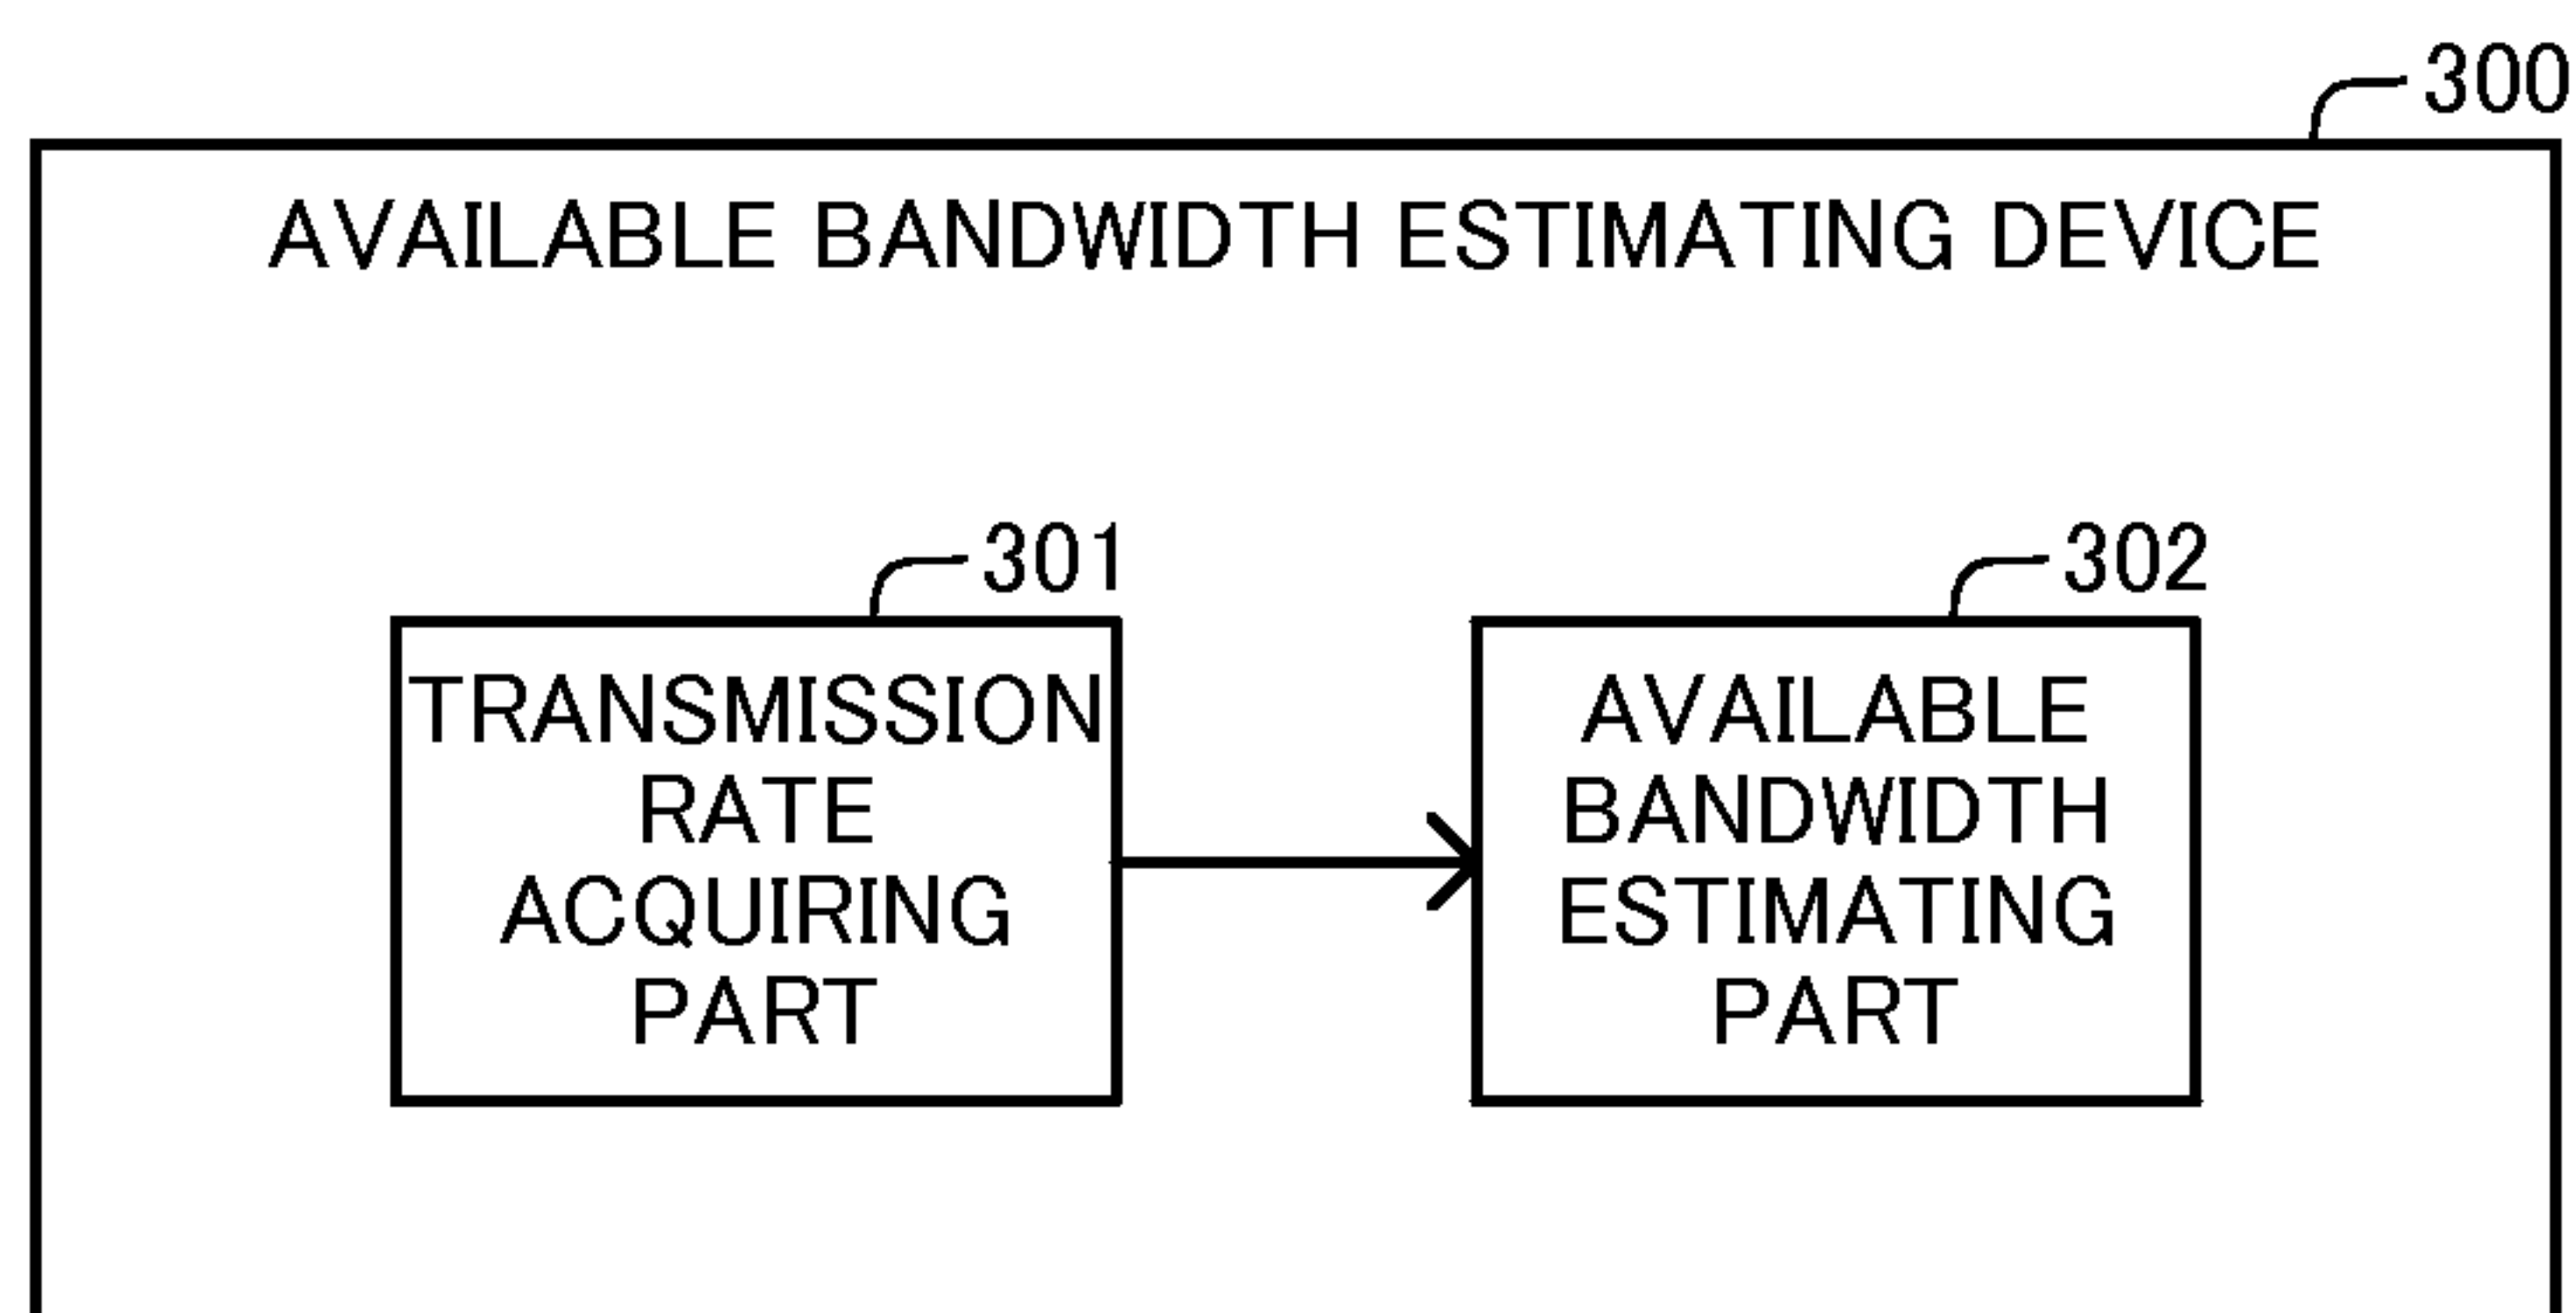 300
AVAILABLE BANDWIDTH ESTIMATING DEVICE
301
TRANSMISSION
RATE
ACQUIRING
PART
302
AVAILABLE
BANDWIDTH
ESTIMATING
PART